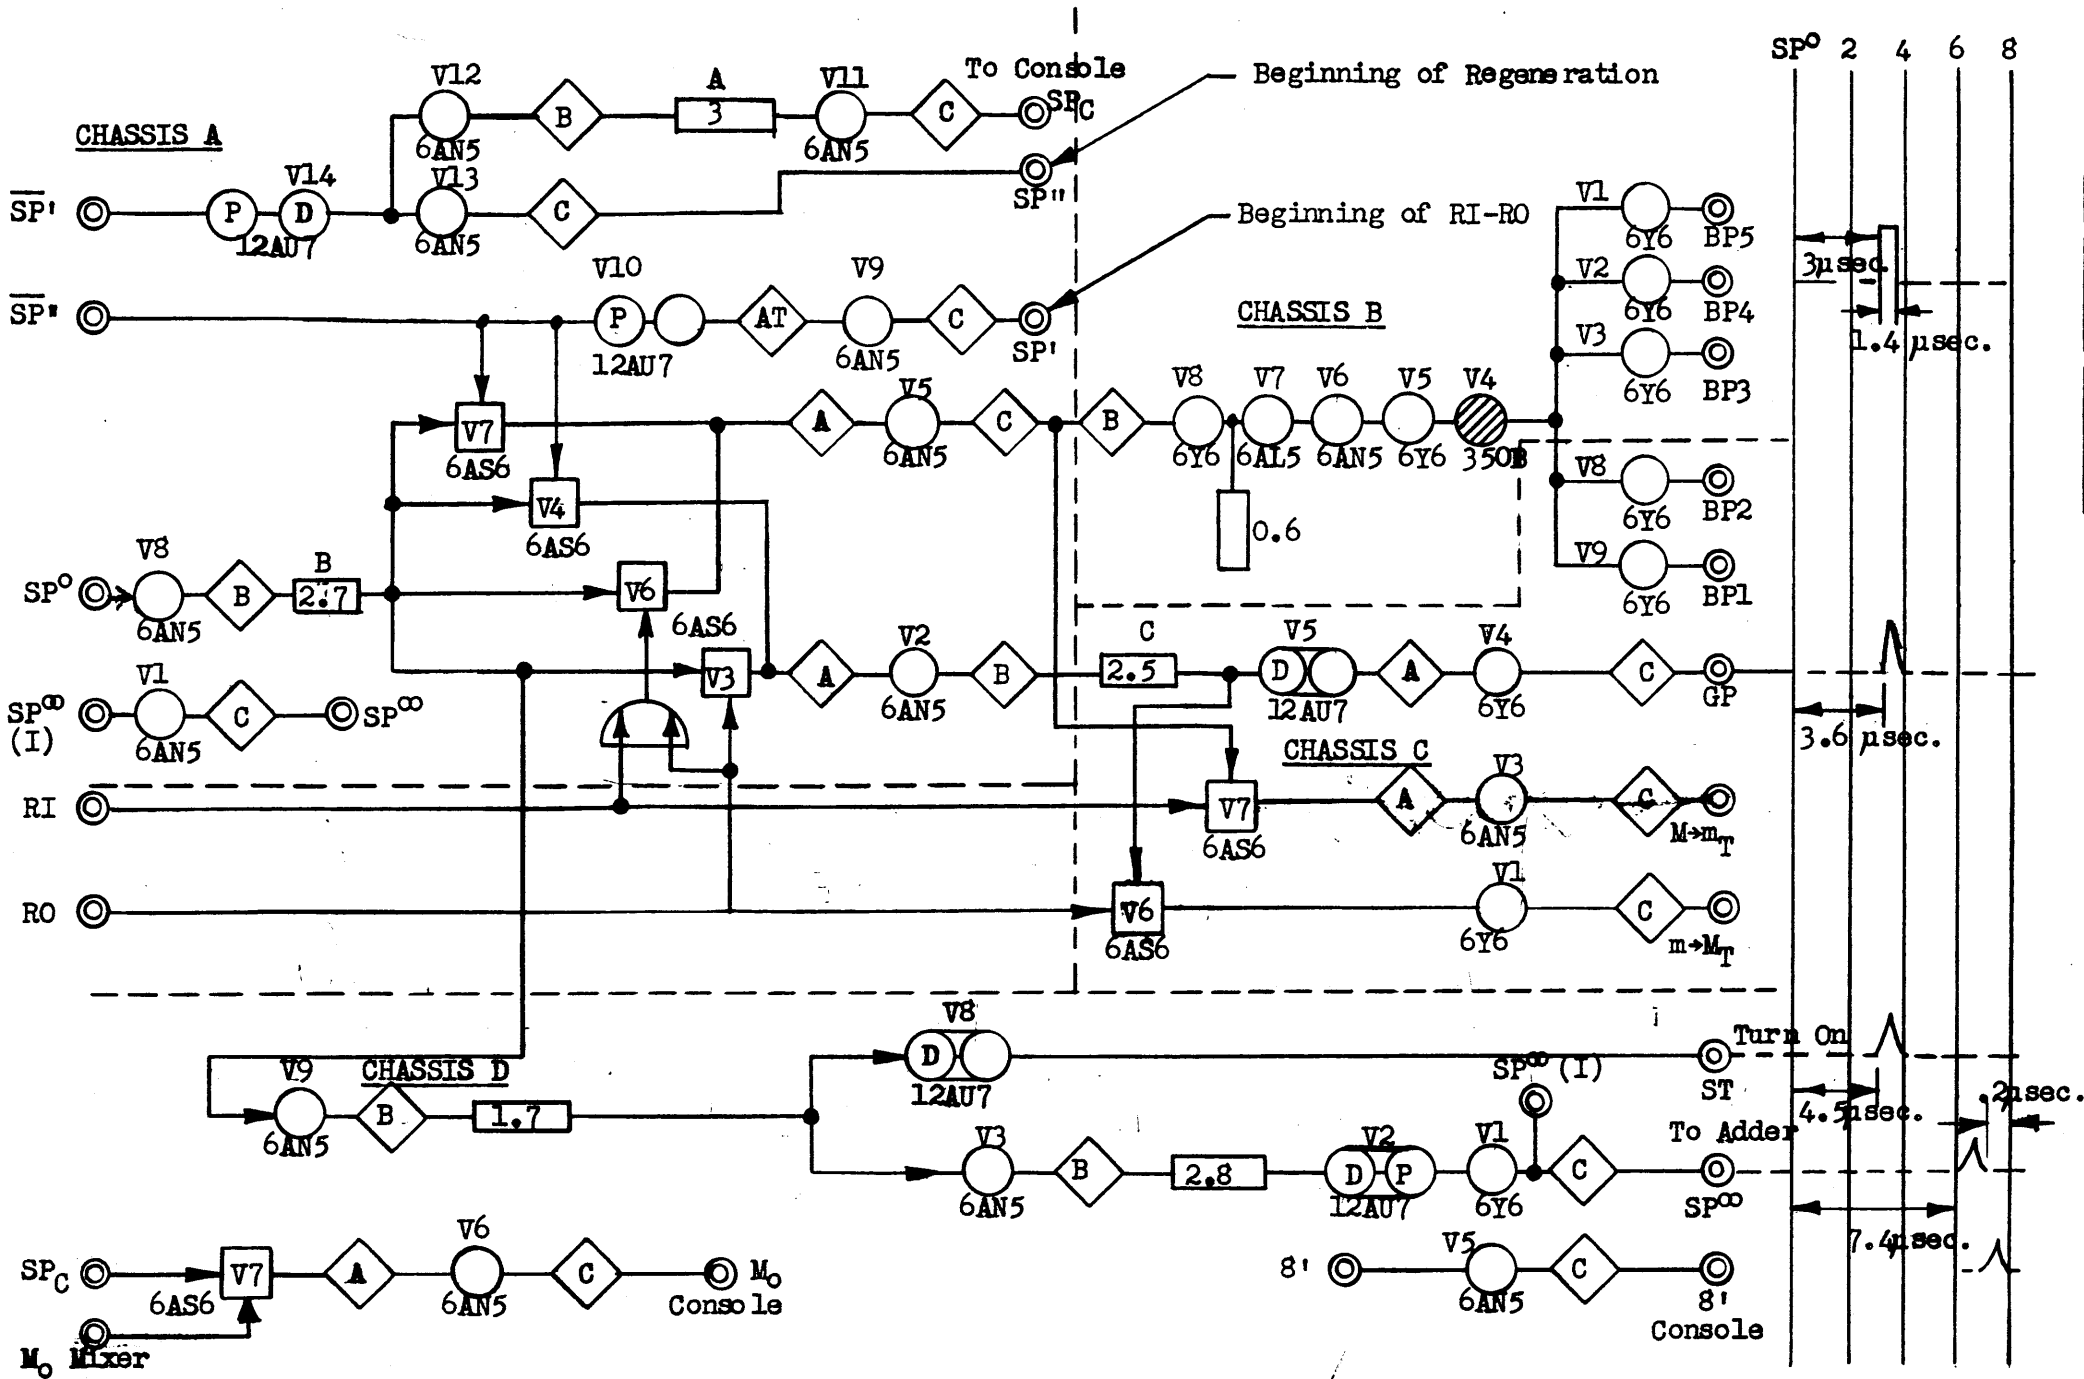 SP⁰ 2 4 6 8
V12
A
V11
To Console
SPC
Beginning of Regeneration
B
3
C
CHASSIS A
6AN5
6AN5
V14
V13
SP'
P
D
C
SP"
12AU7
6AN5
Beginning of RI-RO
V1
6Y6
BP5
3µsec.
V10
V9
V2
SP"
P
AT
C
SP'
12AU7
6AN5
CHASSIS B
6Y6
BP4
V3
1.4 µsec.
6Y6
BP3
V5
V8
V7
V6
V5
V4
V7
A
C
B
6AS6
6AN5
6Y6
6AL5
6AN5
6Y6
350B
V8
V4
6AS6
0.6
6Y6
BP2
V9
V8
B
SP⁰
B
2.7
V6
6AN5
6AS6
6Y6
BP1
V2
C
V5
V4
V1
V3
A
B
2.5
D
A
C
GP
SP∞
(I)
C
SP∞
6AN5
6AN5
12AU7
6Y6
3.6 µsec.
CHASSIS C
V3
RI
V7
A
C
6AS6
6AN5
M→mT
V1
RO
V6
C
6AS6
6Y6
m→MT
V8
D
Turn On
V9
CHASSIS D
12AU7
SP∞ (I)
ST
B
1.7
4.5µsec.
.2µsec.
6AN5
V3
V2
V1
To Adder
B
2.8
D
P
C
6AN5
12AU7
6Y6
SP∞
V6
V5
7.4µsec.
SPC
V7
A
C
Mo
8'
C
6AS6
6AN5
Console
6AN5
8'
Console
Mo Mixer